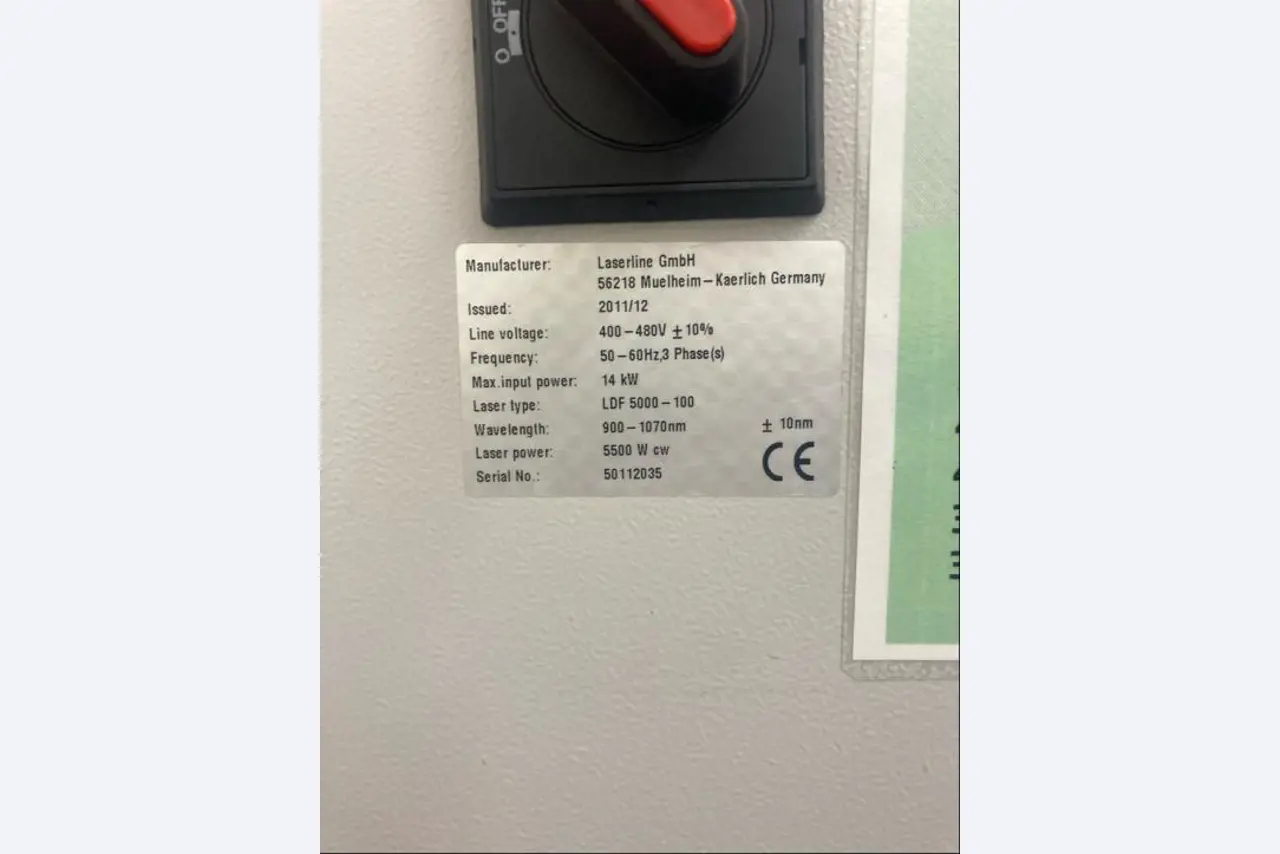 O OFF
Manufacturer: Laserline GmbH
56218 Muelheim-Kaerlich Germany
Issued: 2011/12
Line voltage: 400-480V ±10%
Frequency: 50-60Hz,3 Phase(s)
Max.input power: 14 kW
Laser type: LDF 5000-100
Wavelength: 900-1070nm ± 10nm
Laser power: 5500 W cw
Serial No.: 50112035
CE